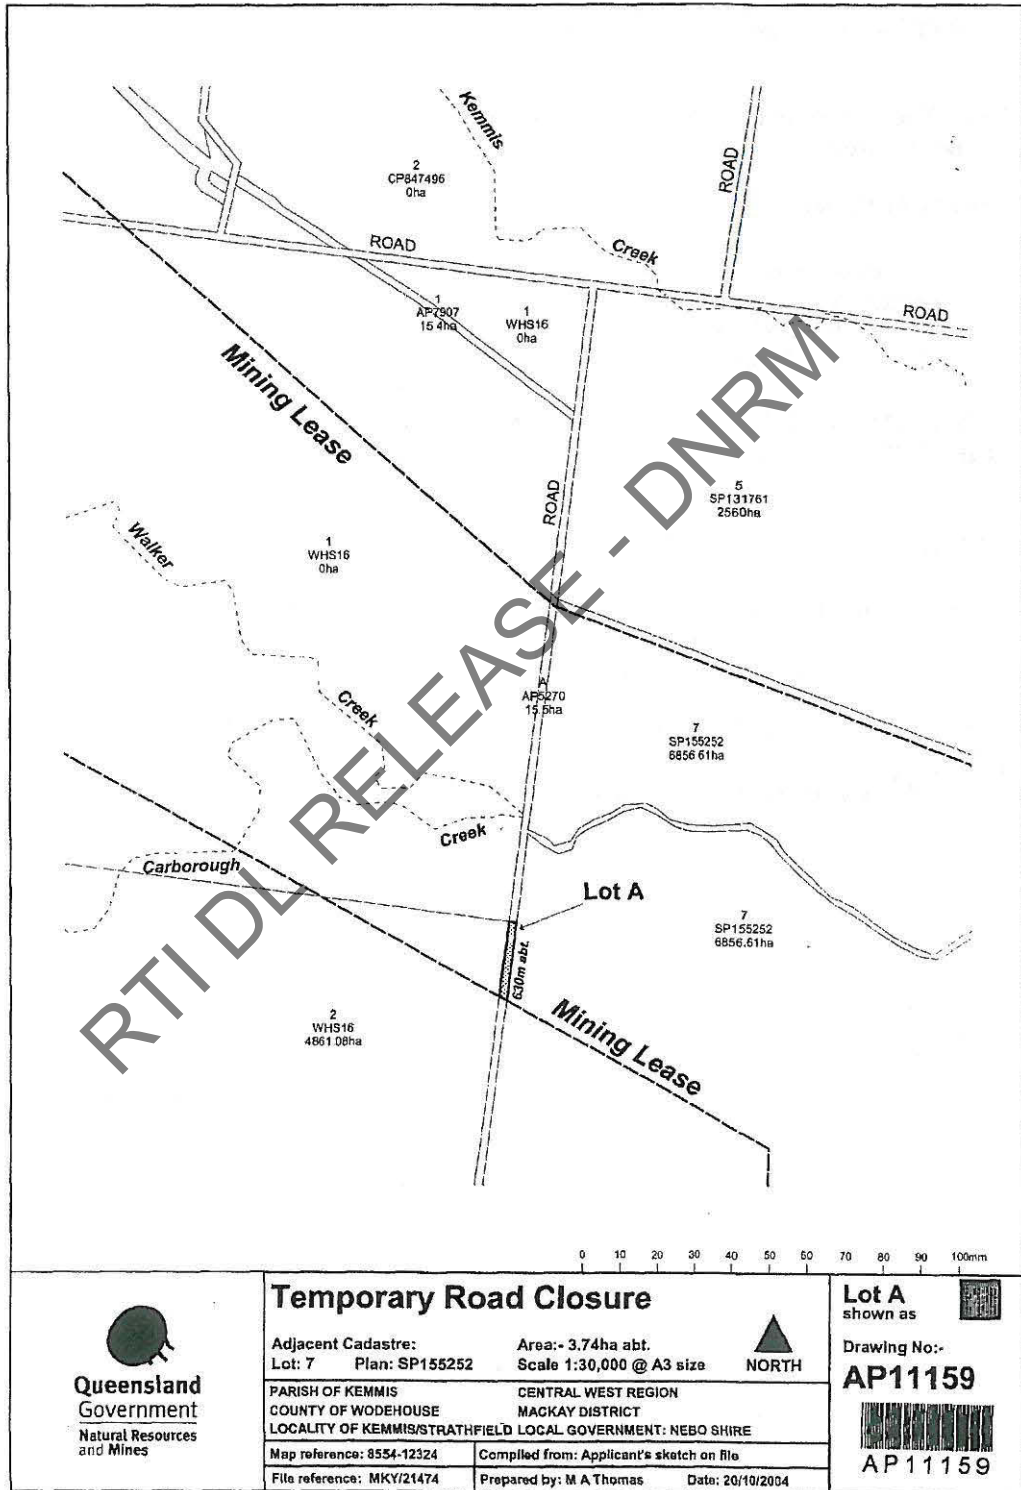 Kemmis
2
CP847496
0ha
ROAD
ROAD
Creek
ROAD
1
AP7907
15.4ha
1
WHS16
0ha
Mining Lease
5
SP131761
2560ha
ROAD
Walker
1
WHS16
0ha
A
AP5270
15.5ha
Creek
7
SP155252
6856.61ha
Creek
Carborough
Lot A
7
SP155252
6856.61ha
630m abt.
2
WHS16
4861.08ha
Mining Lease
RTI DL RELEASE - DNRM
0 10 20 30 40 50 60 70 80 90 100mm
Queensland
Government
Natural Resources
and Mines
Temporary Road Closure
Adjacent Cadastre: Area:- 3.74ha abt.
Lot: 7 Plan: SP155252 Scale 1:30,000 @ A3 size
NORTH
PARISH OF KEMMIS CENTRAL WEST REGION
COUNTY OF WODEHOUSE MACKAY DISTRICT
LOCALITY OF KEMMIS/STRATHFIELD LOCAL GOVERNMENT: NEBO SHIRE
Map reference: 8554-12324 Compiled from: Applicant's sketch on file
File reference: MKY/21474 Prepared by: M A Thomas Date: 20/10/2004
Lot A
shown as
Drawing No:-
AP11159
AP11159